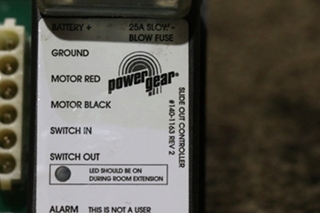 BATTERY +
25A SLOW -
BLOW FUSE
GROUND
MOTOR RED
power gear
MOTOR BLACK
SLIDE OUT CONTROLLER
#140-1163 REV 2
SWITCH IN
SWITCH OUT
LED SHOULD BE ON
DURING ROOM EXTENSION
ALARM
THIS IS NOT A USER